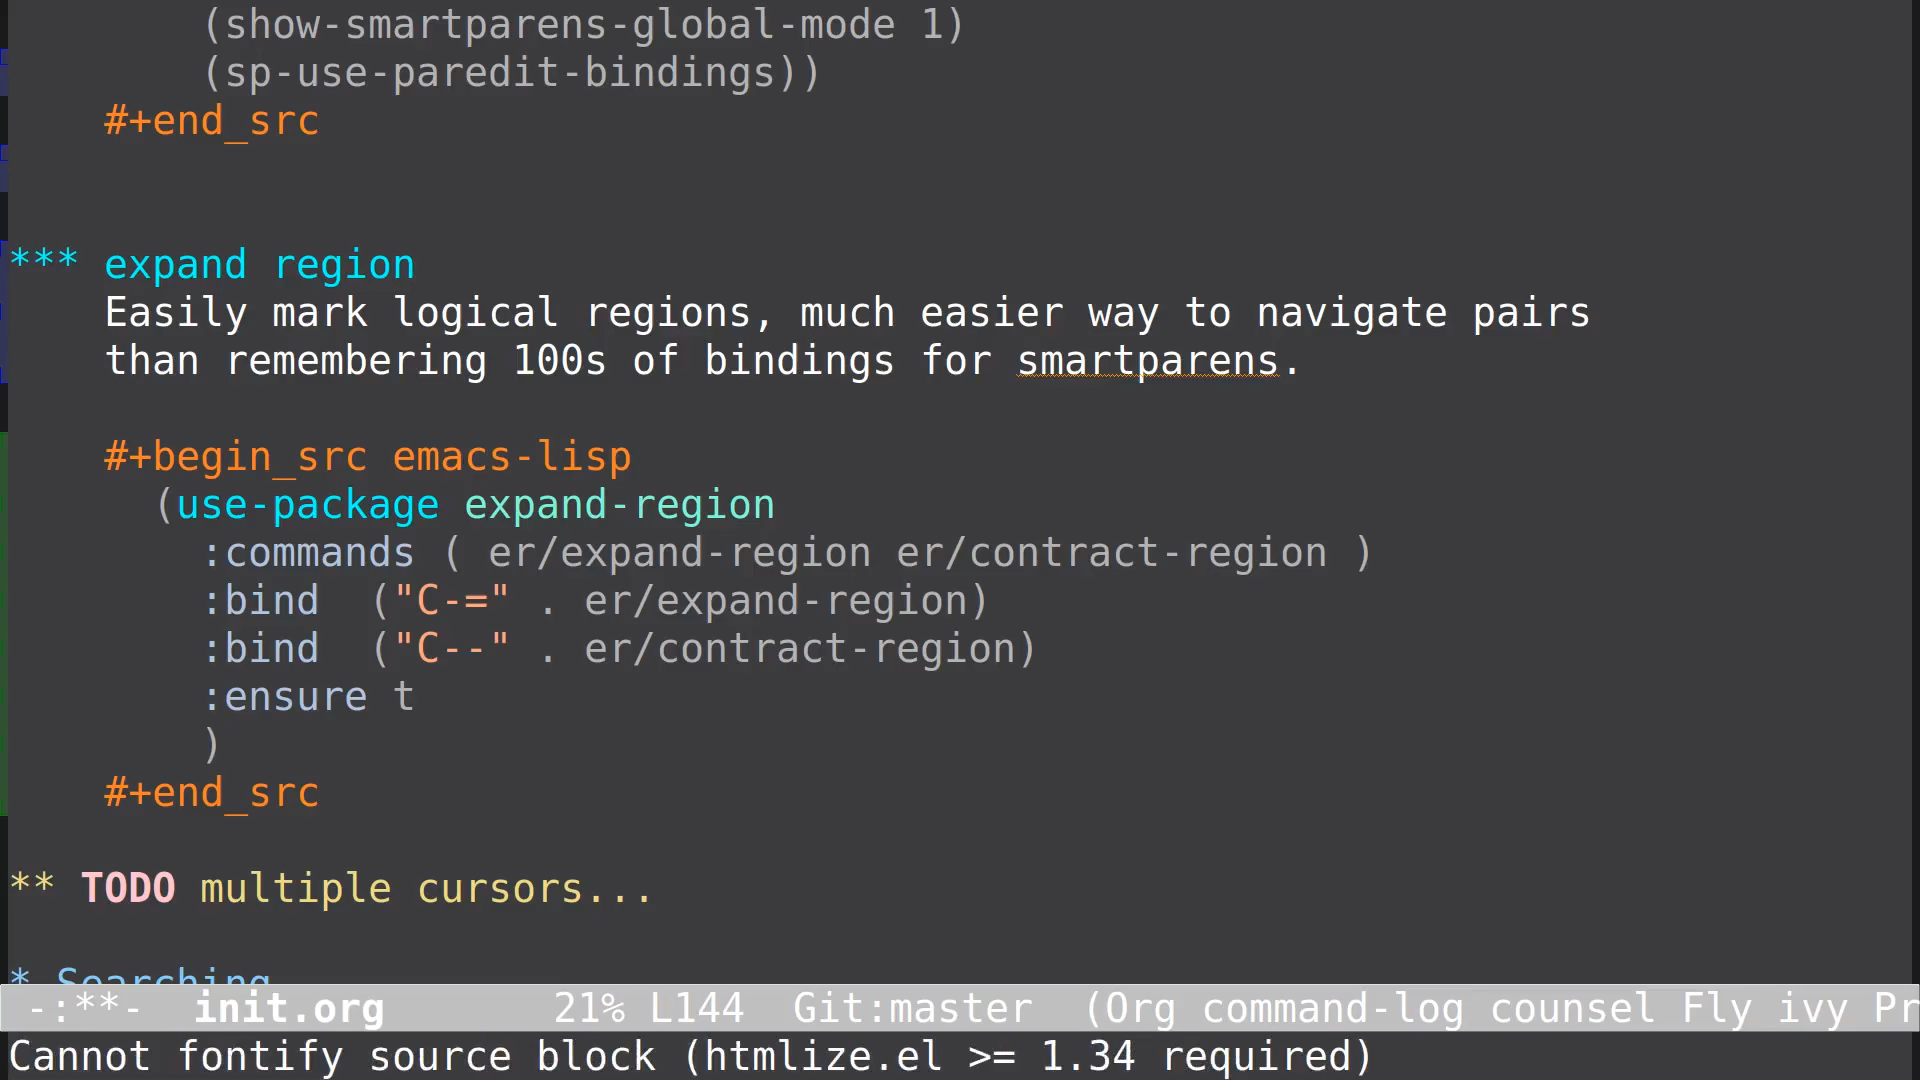 (show-smartparens-global-mode 1)
(sp-use-paredit-bindings))
#+end_src
*** expand region
Easily mark logical regions, much easier way to navigate pairs
than remembering 100s of bindings for smartparens.
#+begin_src emacs-lisp
(use-package expand-region
:commands ( er/expand-region er/contract-region )
:bind  ("C-=" . er/expand-region)
:bind  ("C--" . er/contract-region)
:ensure t
)
#+end_src
** TODO multiple cursors...
* Searching
-:**-  init.org       21% L144  Git:master  (Org command-log counsel Fly ivy Pr
Cannot fontify source block (htmlize.el >= 1.34 required)